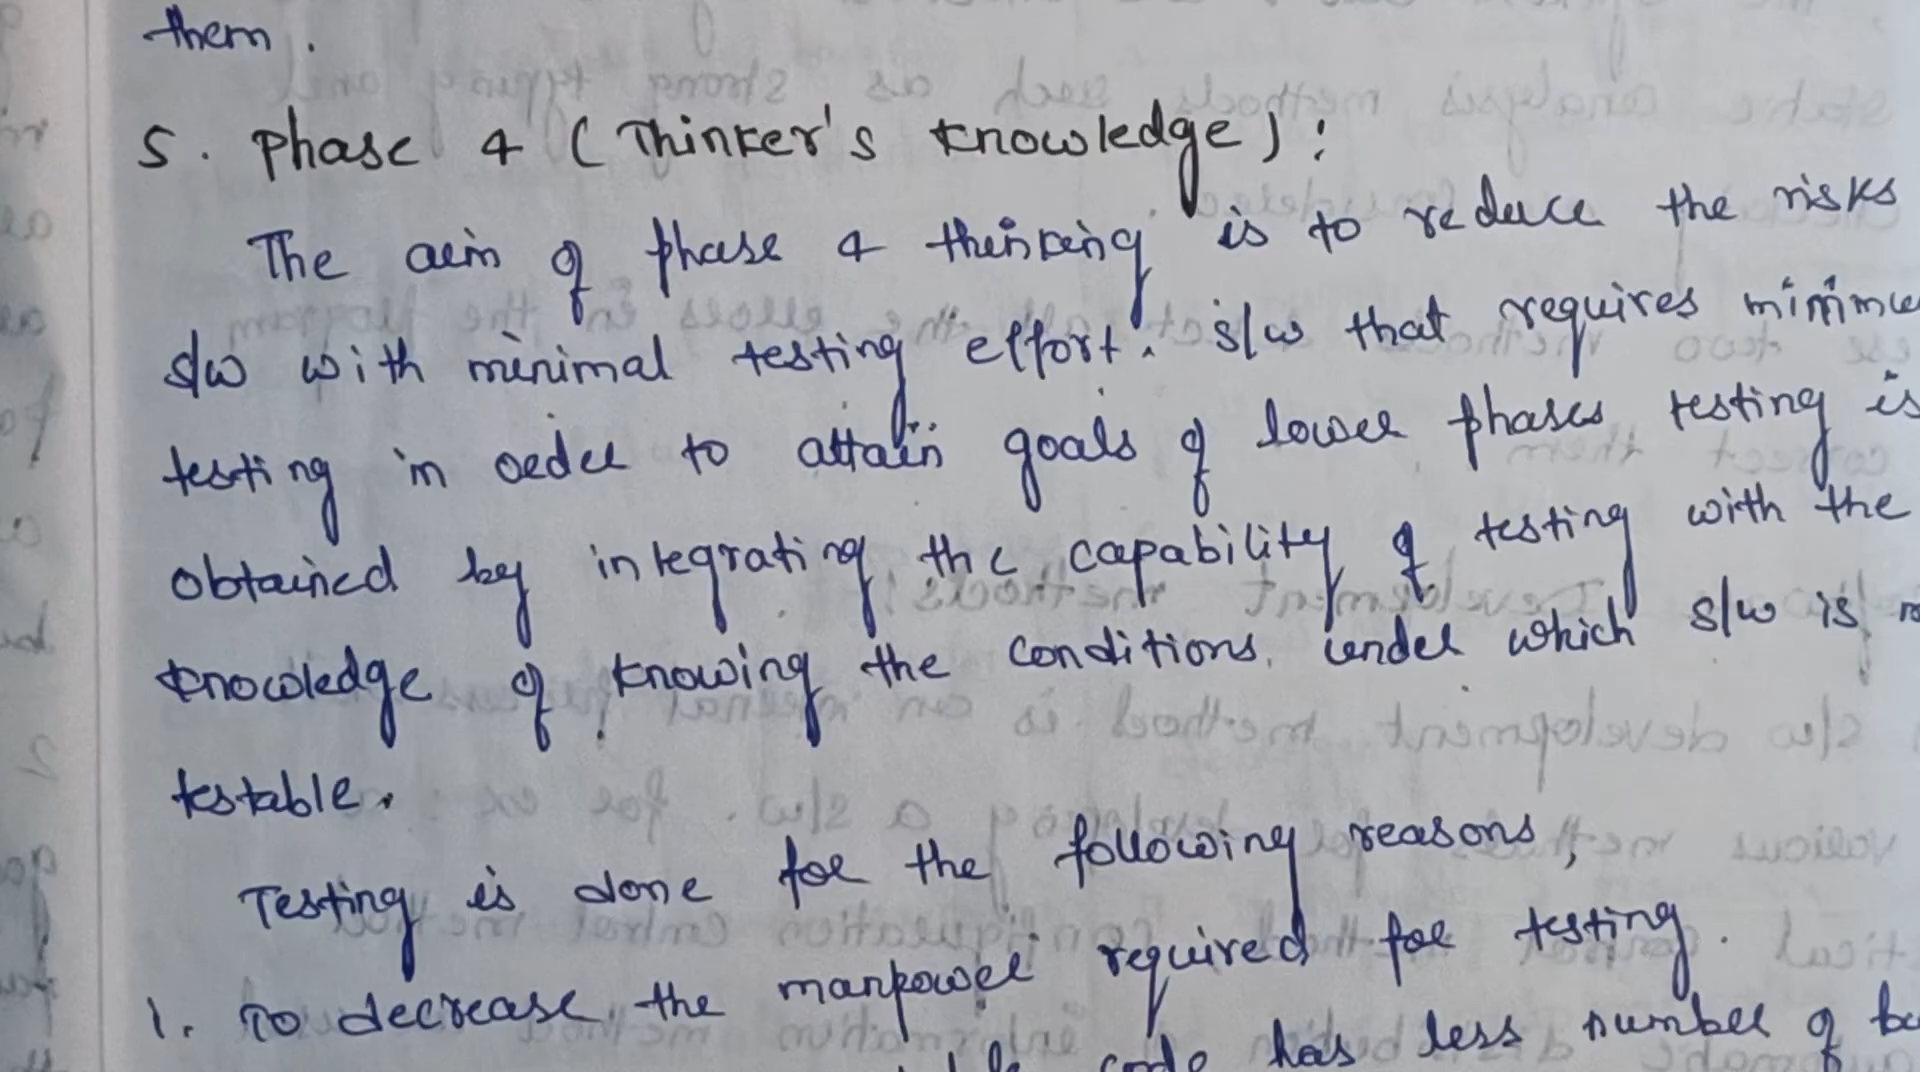 them.
5. Phase 4 (Thinker's Knowledge):
The aim of phase 4 thinking is to reduce the risks
s/w with minimal testing effort. s/w that requires
testing in order to attain goals of lower phases testing is
obtained by integrating the capability of testing with the
knowledge of knowing the conditions. under which s/w is
testable.
Testing is done for the following reasons,
1. To decrease the manpower required for testing.
code has less number of